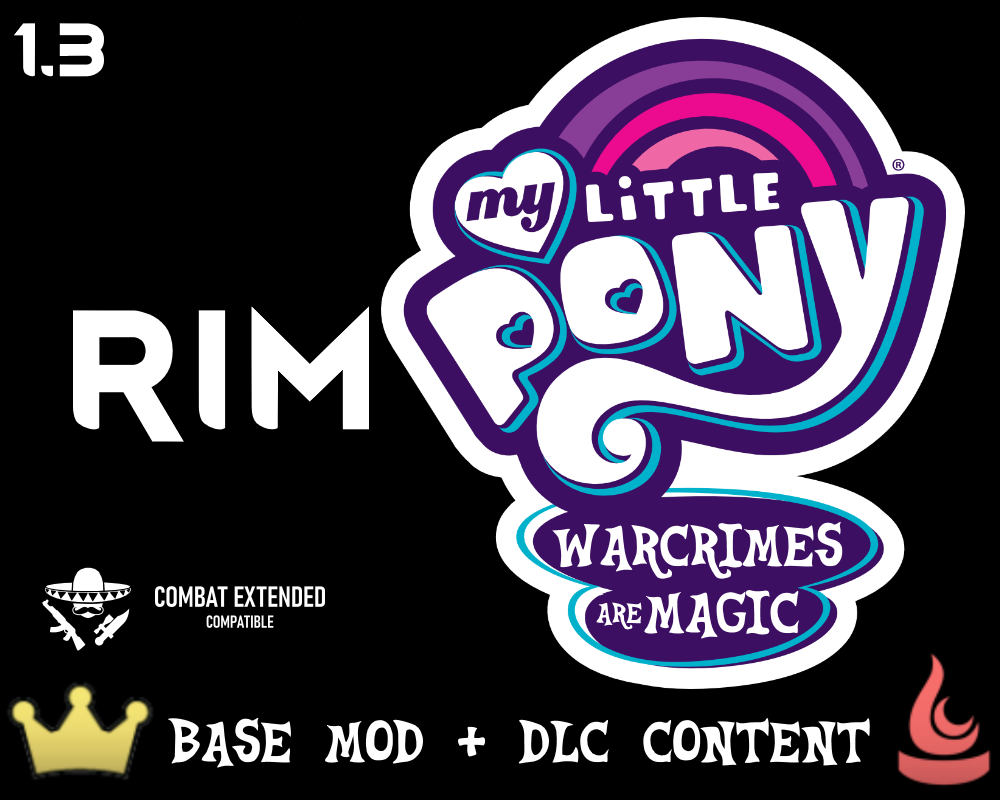 1.3
my LiTTLE
®
RIM PONY
WARCRIMES
ARE MAGIC
COMBAT EXTENDED
COMPATIBLE
BASE MOD + DLC CONTENT